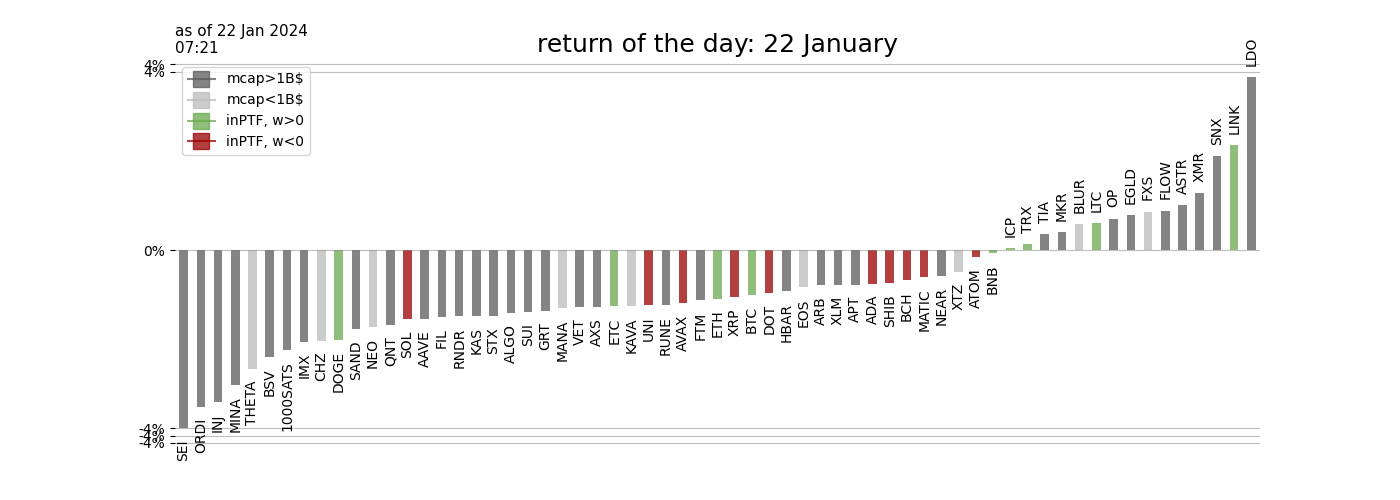 as of 22 Jan 2024
07:21
return of the day: 22 January
4%
4%
0%
-4%
-4%
-4%
mcap>1B$
mcap<1B$
inPTF, w>0
inPTF, w<0
SEI
ORDI
INJ
MINA
THETA
BSV
1000SATS
IMX
CHZ
DOGE
SAND
NEO
QNT
SOL
AAVE
FIL
RNDR
KAS
STX
ALGO
SUI
GRT
MANA
VET
AXS
ETC
KAVA
UNI
RUNE
AVAX
FTM
ETH
XRP
BTC
DOT
HBAR
EOS
ARB
XLM
APT
ADA
SHIB
BCH
MATIC
NEAR
XTZ
ATOM
BNB
ICP
TRX
TIA
MKR
BLUR
LTC
OP
EGLD
FXS
FLOW
ASTR
XMR
SNX
LINK
LDO